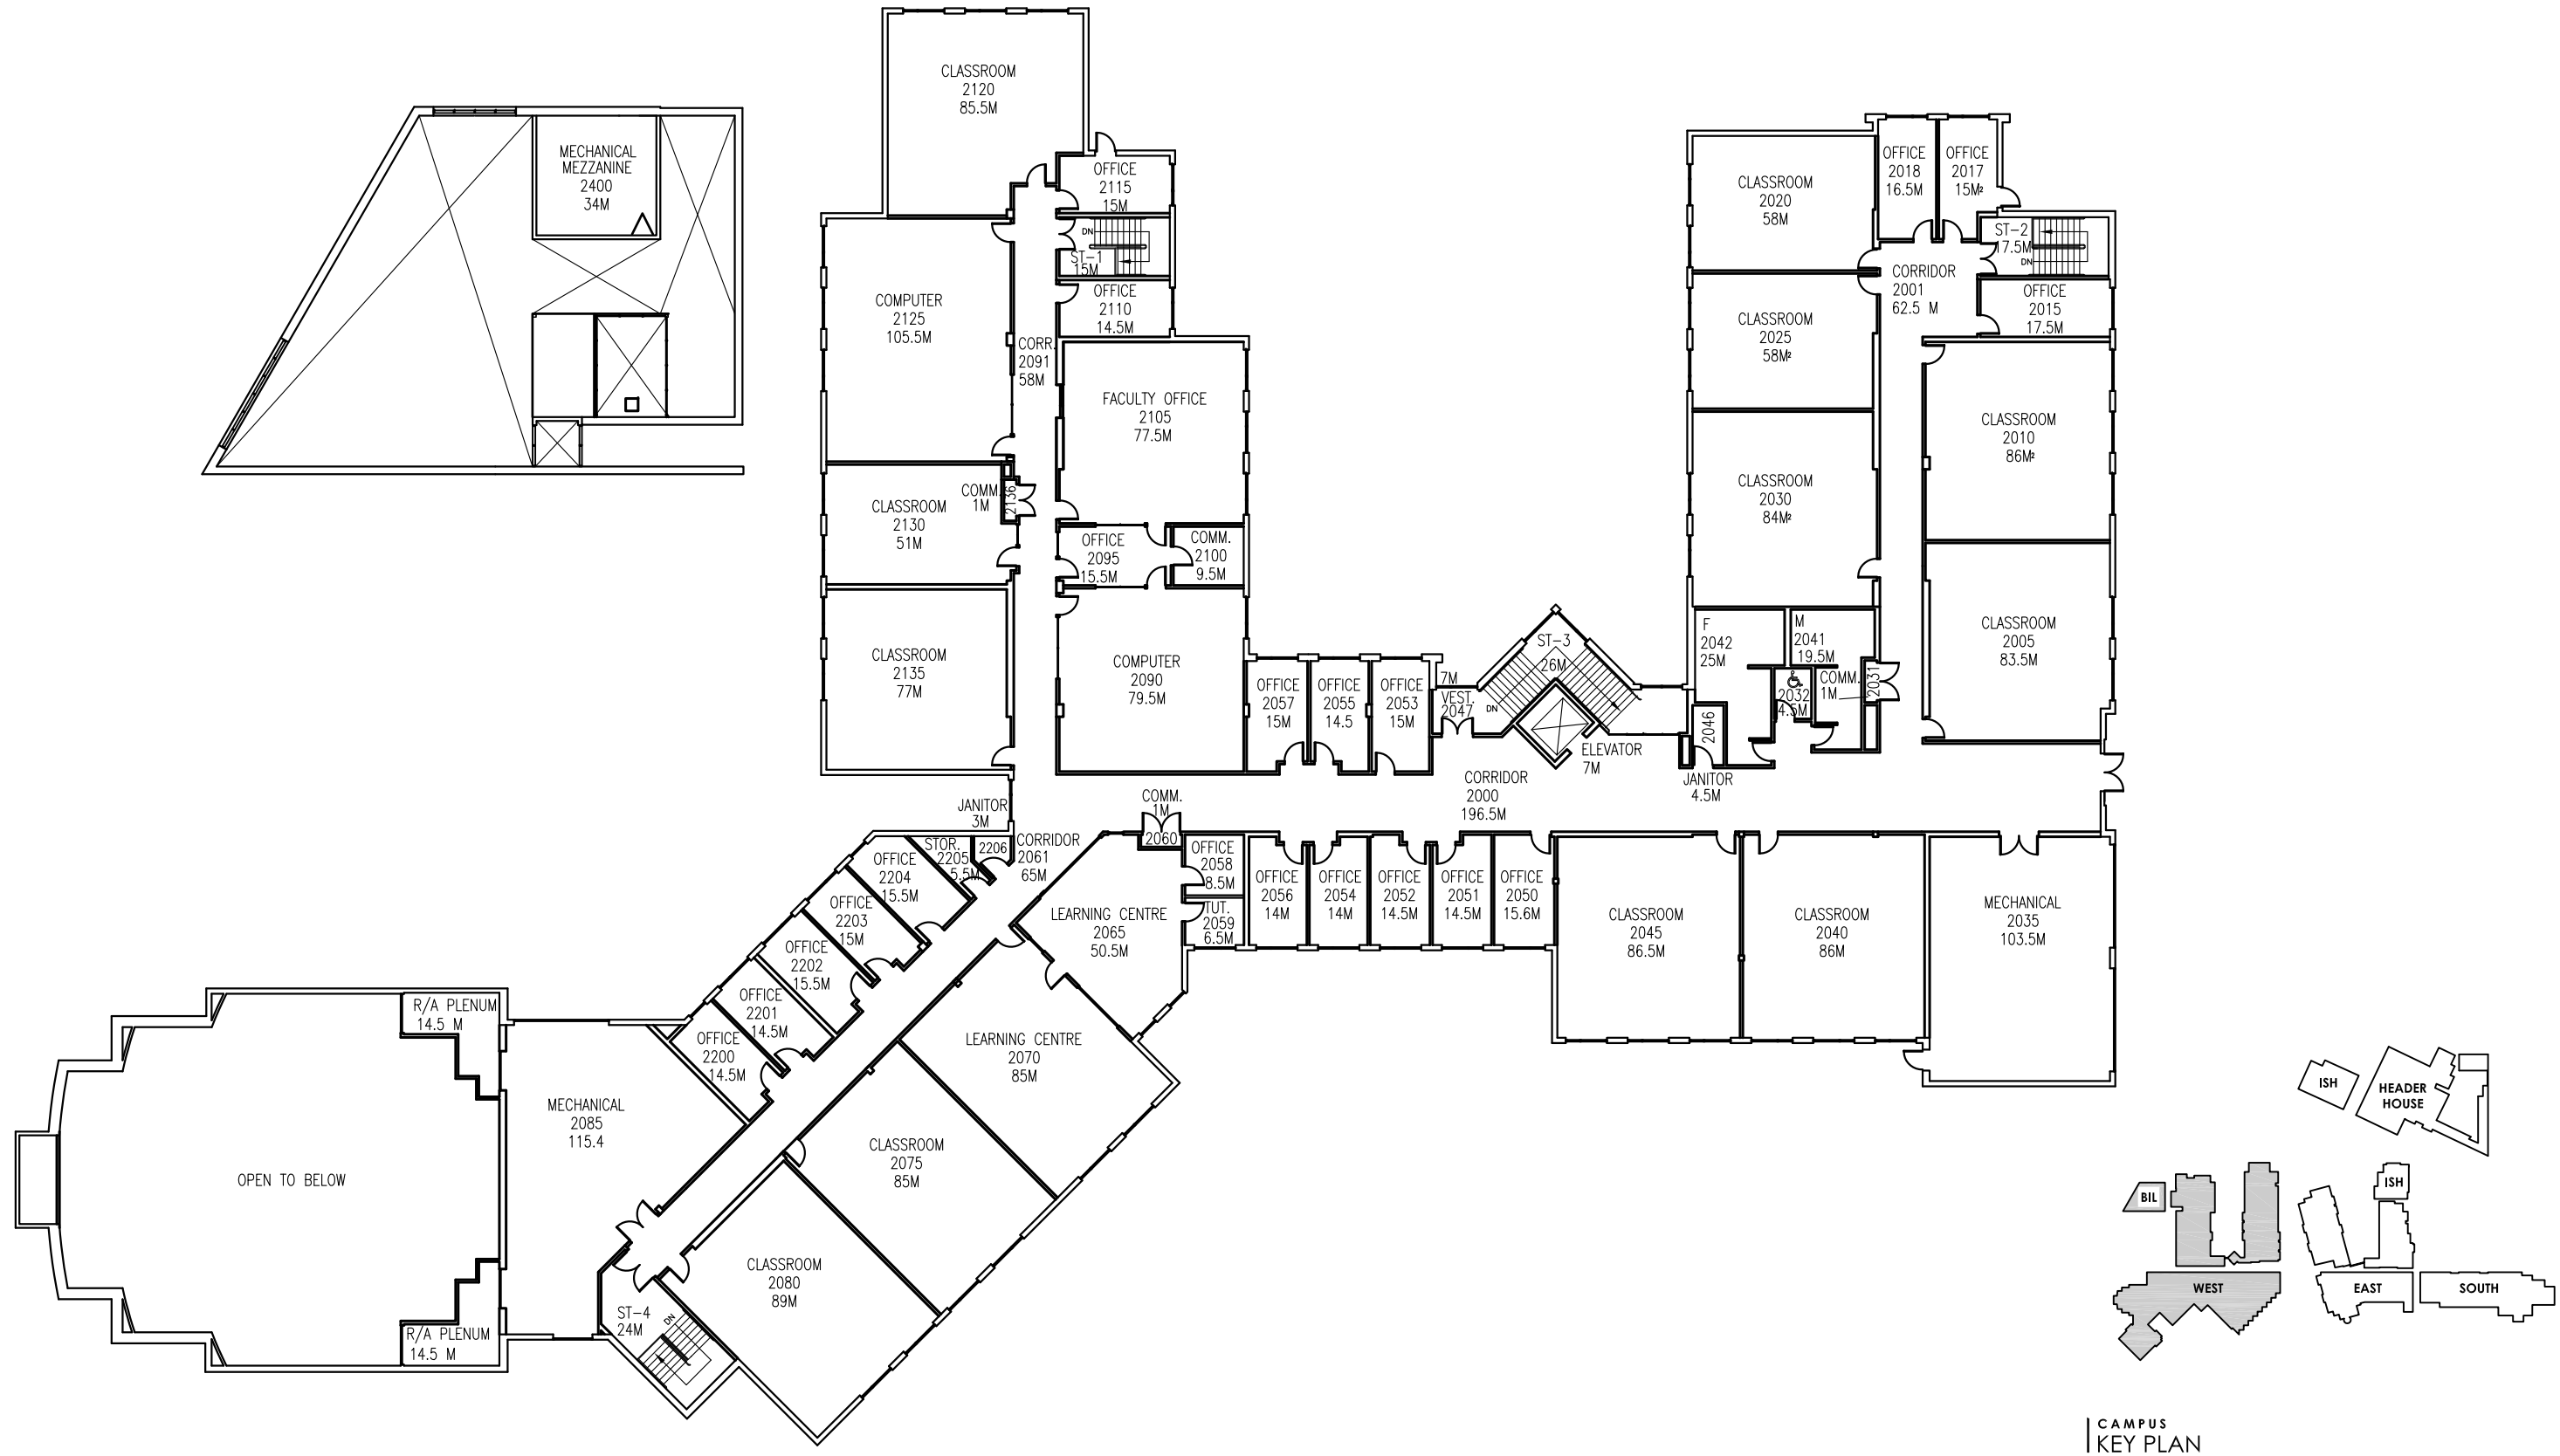 CLASSROOM
2120
85.5M
MECHANICAL
MEZZANINE
2400
34M
OFFICE
2115
15M
DN
ST-1
15M
OFFICE
2110
14.5M
COMPUTER
2125
105.5M
CORR.
2091
58M
FACULTY OFFICE
2105
77.5M
COMM.
1M
2136
CLASSROOM
2130
51M
OFFICE
2095
15.5M
COMM.
2100
9.5M
CLASSROOM
2135
77M
COMPUTER
2090
79.5M
OFFICE
2057
15M
OFFICE
2055
14.5
OFFICE
2053
15M
7M
VEST.
2047
DN
ST-3
26M
ELEVATOR
7M
CLASSROOM
2020
58M
OFFICE
2018
16.5M
OFFICE
2017
15M²
ST-2
17.5M
DN
CORRIDOR
2001
62.5 M
OFFICE
2015
17.5M
CLASSROOM
2025
58M²
CLASSROOM
2010
86M²
CLASSROOM
2030
84M²
CLASSROOM
2005
83.5M
F
2042
25M
M
2041
19.5M
2032
4.5M
COMM.
1M
2031
2046
JANITOR
4.5M
CORRIDOR
2000
196.5M
COMM.
1M
2060
JANITOR
3M
2206
STOR.
2205
5.5M
CORRIDOR
2061
65M
OFFICE
2204
15.5M
OFFICE
2203
15M
OFFICE
2202
15.5M
OFFICE
2201
14.5M
OFFICE
2200
14.5M
OFFICE
2058
8.5M
TUT.
2059
6.5M
OFFICE
2056
14M
OFFICE
2054
14M
OFFICE
2052
14.5M
OFFICE
2051
14.5M
OFFICE
2050
15.6M
CLASSROOM
2045
86.5M
CLASSROOM
2040
86M
MECHANICAL
2035
103.5M
LEARNING CENTRE
2065
50.5M
LEARNING CENTRE
2070
85M
CLASSROOM
2075
85M
CLASSROOM
2080
89M
R/A PLENUM
14.5 M
MECHANICAL
2085
115.4
OPEN TO BELOW
R/A PLENUM
14.5 M
ST-4
24M
DN
ISH
HEADER
HOUSE
BIL
ISH
WEST
EAST
SOUTH
CAMPUS
KEY PLAN